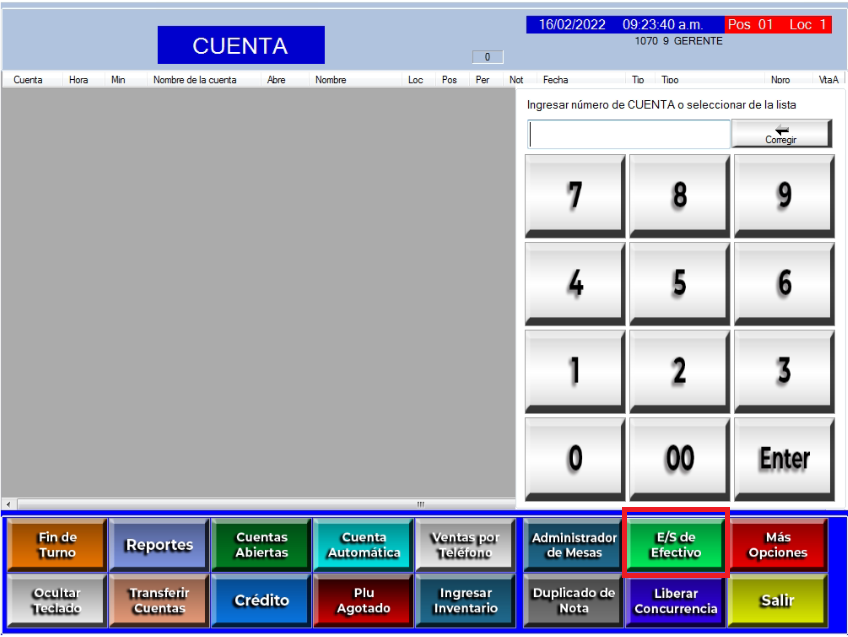 CUENTA
0
16/02/2022 09:23:40 a.m. Pos 01 Loc 1
1070 9 GERENTE
Cuenta Hora Min Nombre de la cuenta Abre Nombre Loc Pos Per Not Fecha Tip Tipo Npro VtaA
Ingresar número de CUENTA o seleccionar de la lista
Corregir
7 8 9
4 5 6
1 2 3
0 00 Enter
Fin de
Turno
Reportes
Cuentas
Abiertas
Cuenta
Automática
Ventas por
Teléfono
Administrador
de Mesas
E/S de
Efectivo
Más
Opciones
Ocultar
Teclado
Transferir
Cuentas
Crédito
Plu
Agotado
Ingresar
Inventario
Duplicado de
Nota
Liberar
Concurrencia
Salir